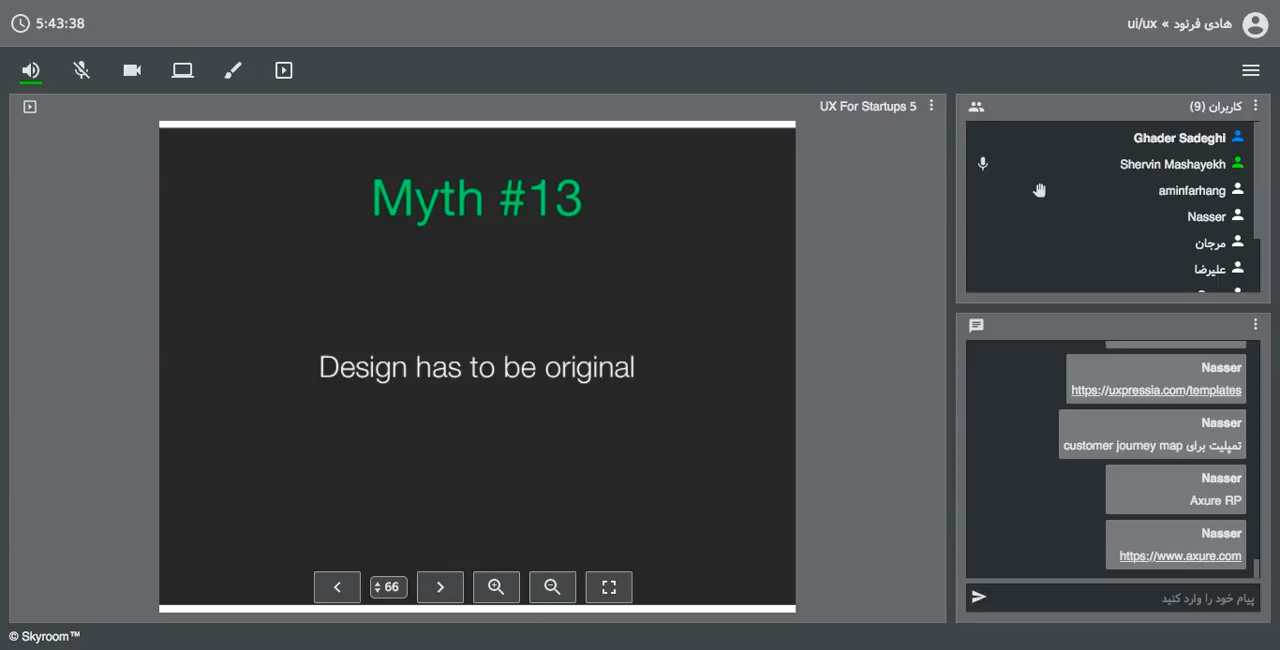 5:43:38
هادی فرنود » ui/ux
UX For Startups 5
Myth #13
Design has to be original
66
کاربران (9)
Ghader Sadeghi
Shervin Mashayekh
aminfarhang
Nasser
مرجان
علیرضا
Nasser
https://uxpressia.com/templates
Nasser
تمپلیت برای customer journey map
Nasser
Axure RP
Nasser
https://www.axure.com
پیام خود را وارد کنید
© Skyroom™